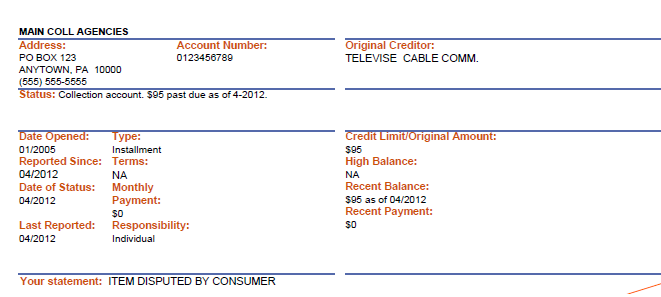 MAIN COLL AGENCIES
Address: Account Number: Original Creditor:
PO BOX 123 0123456789 TELEVISE CABLE COMM.
ANYTOWN, PA 10000
(555) 555-5555
Status: Collection account. $95 past due as of 4-2012.
Date Opened: Type: Credit Limit/Original Amount:
01/2005 Installment $95
Reported Since: Terms: High Balance:
04/2012 NA NA
Date of Status: Monthly Recent Balance:
04/2012 Payment: $95 as of 04/2012
$0 Recent Payment:
Last Reported: Responsibility: $0
04/2012 Individual
Your statement: ITEM DISPUTED BY CONSUMER